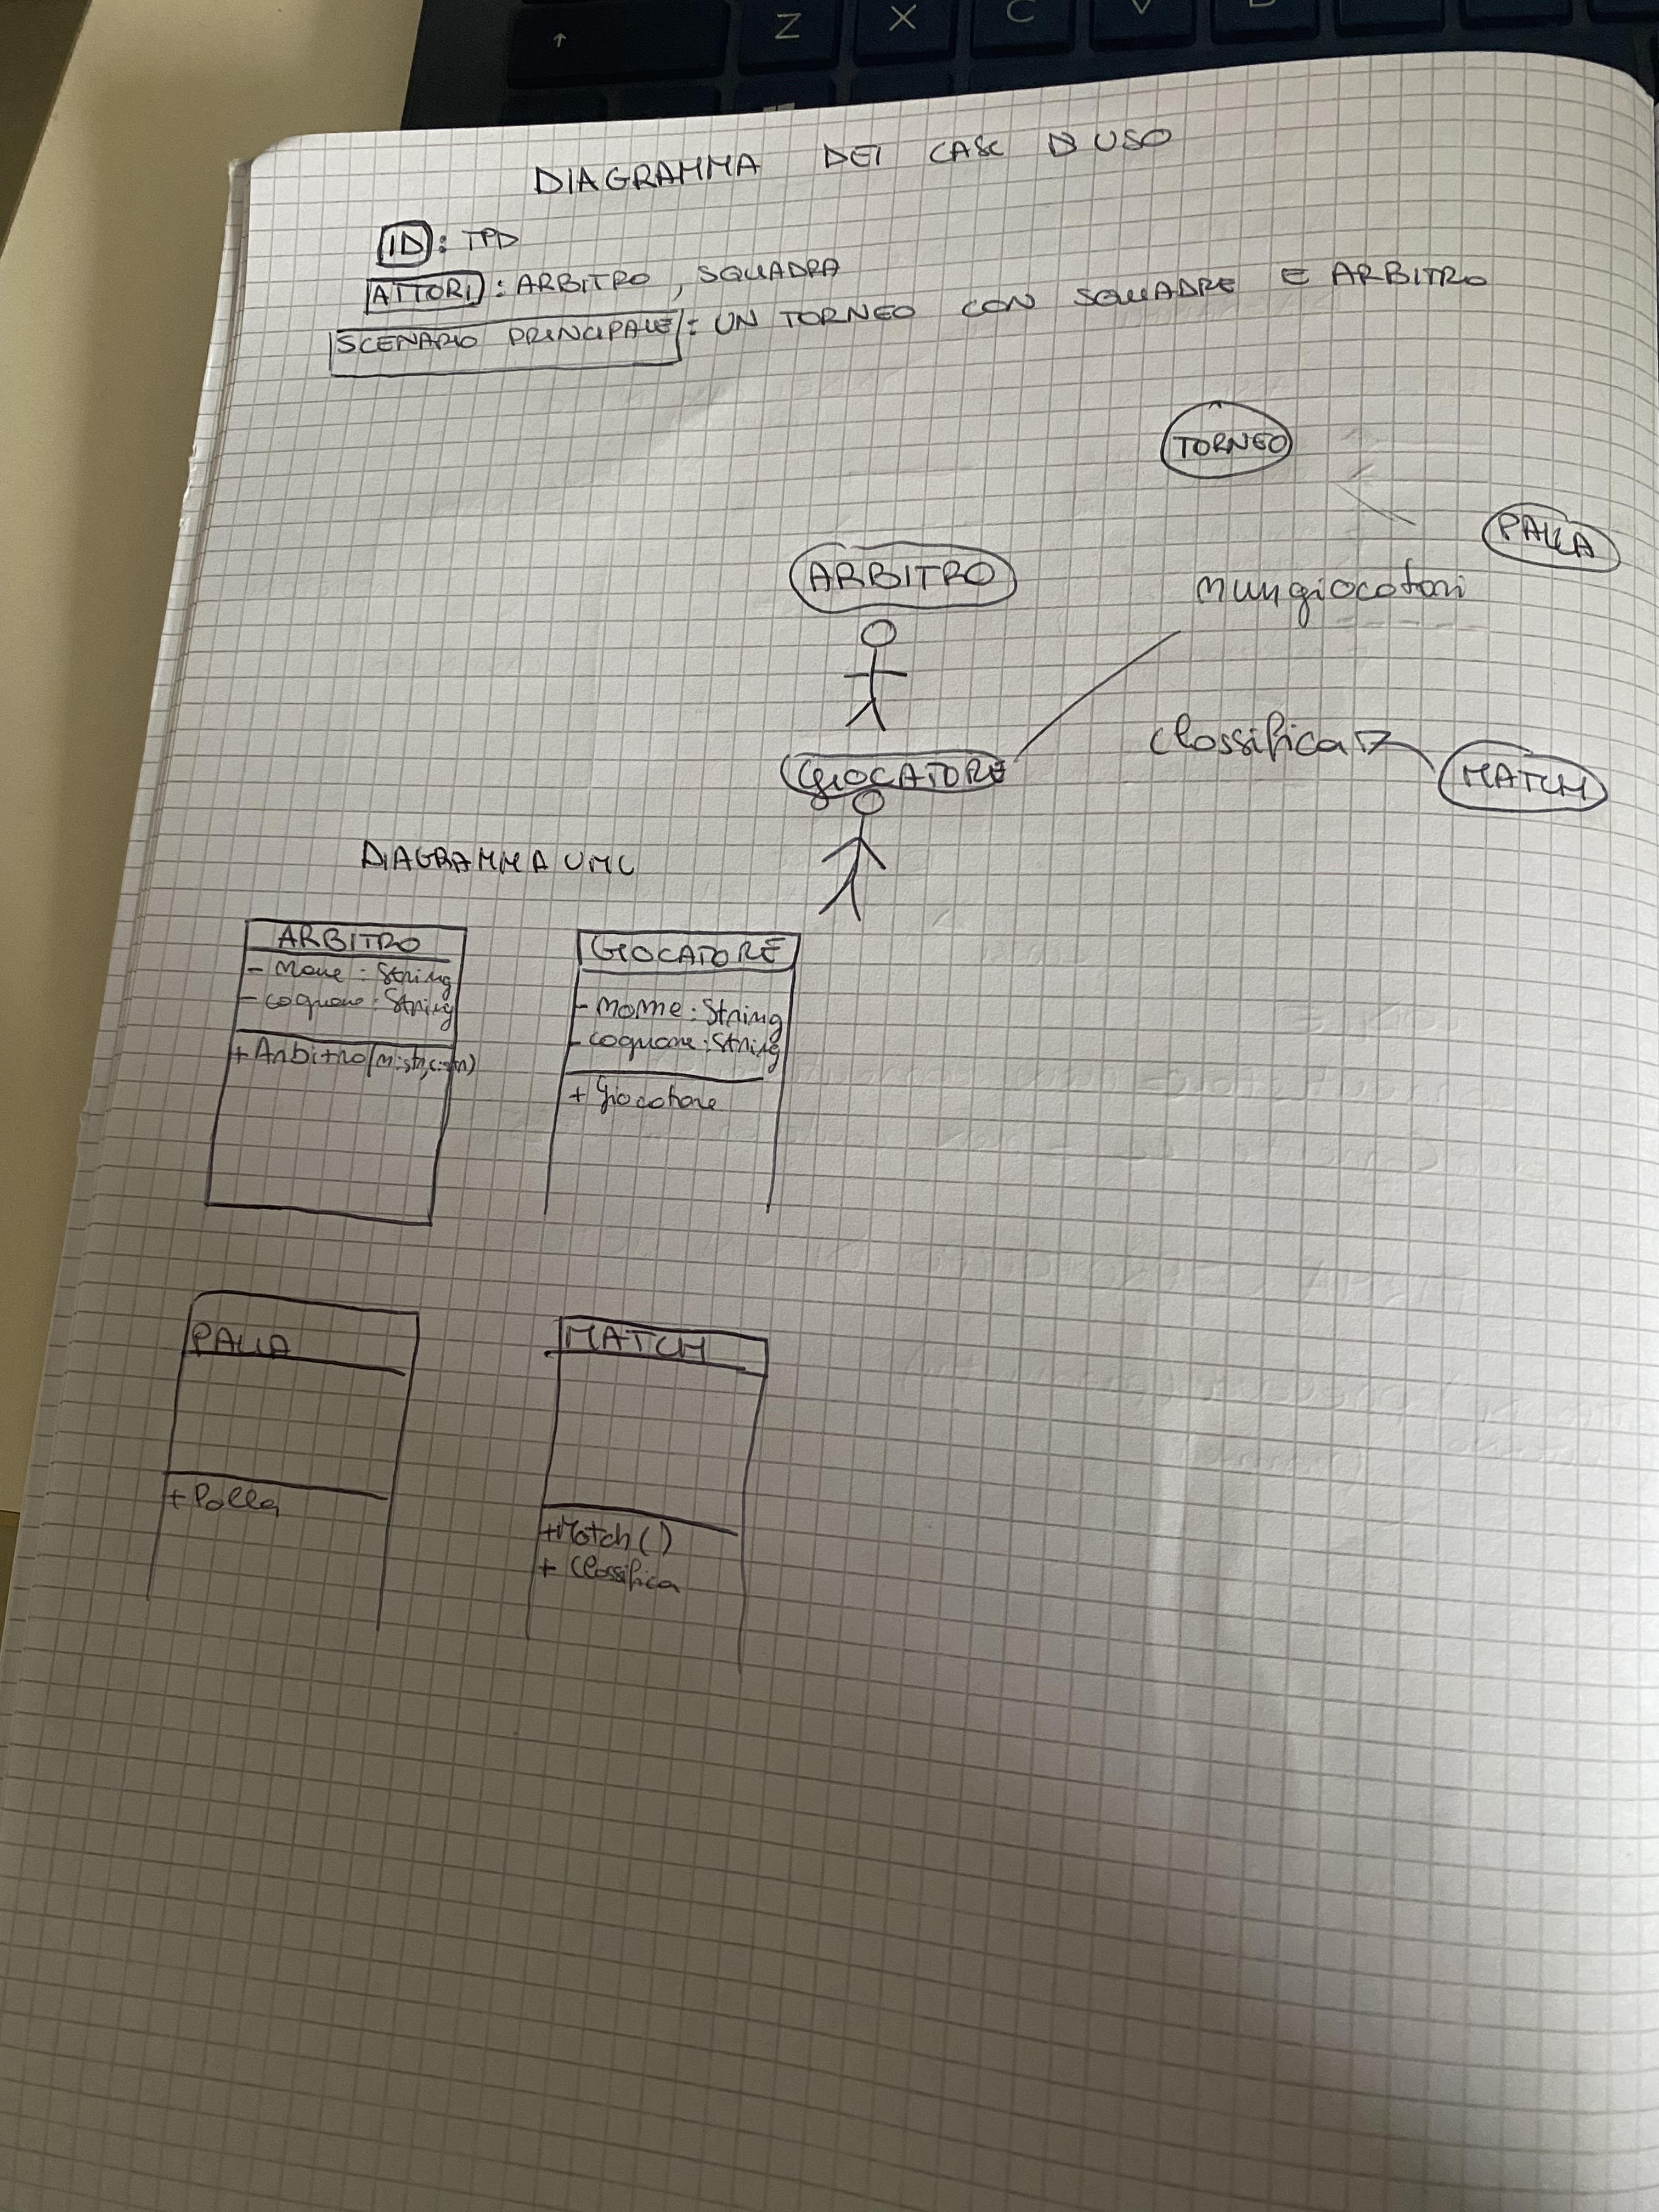 Z X C V B
DIAGRAMMA DEI CASI D'USO
ID: TPD
ATTORI: ARBITRO, SQUADRA
SCENARIO PRINCIPALE: UN TORNEO CON SQUADRE E ARBITRO
TORNEO
PALLA
ARBITRO
numgiocatori
classifica
GIOCATORE
MATCH
DIAGRAMMA UML
ARBITRO
- nome: String
- cognome: String
+ Arbitro(n:str,c:str)
GIOCATORE
- nome: String
- cognome: String
+ Giocatore
PALLA
+ Palla
MATCH
+ Match()
+ Classifica